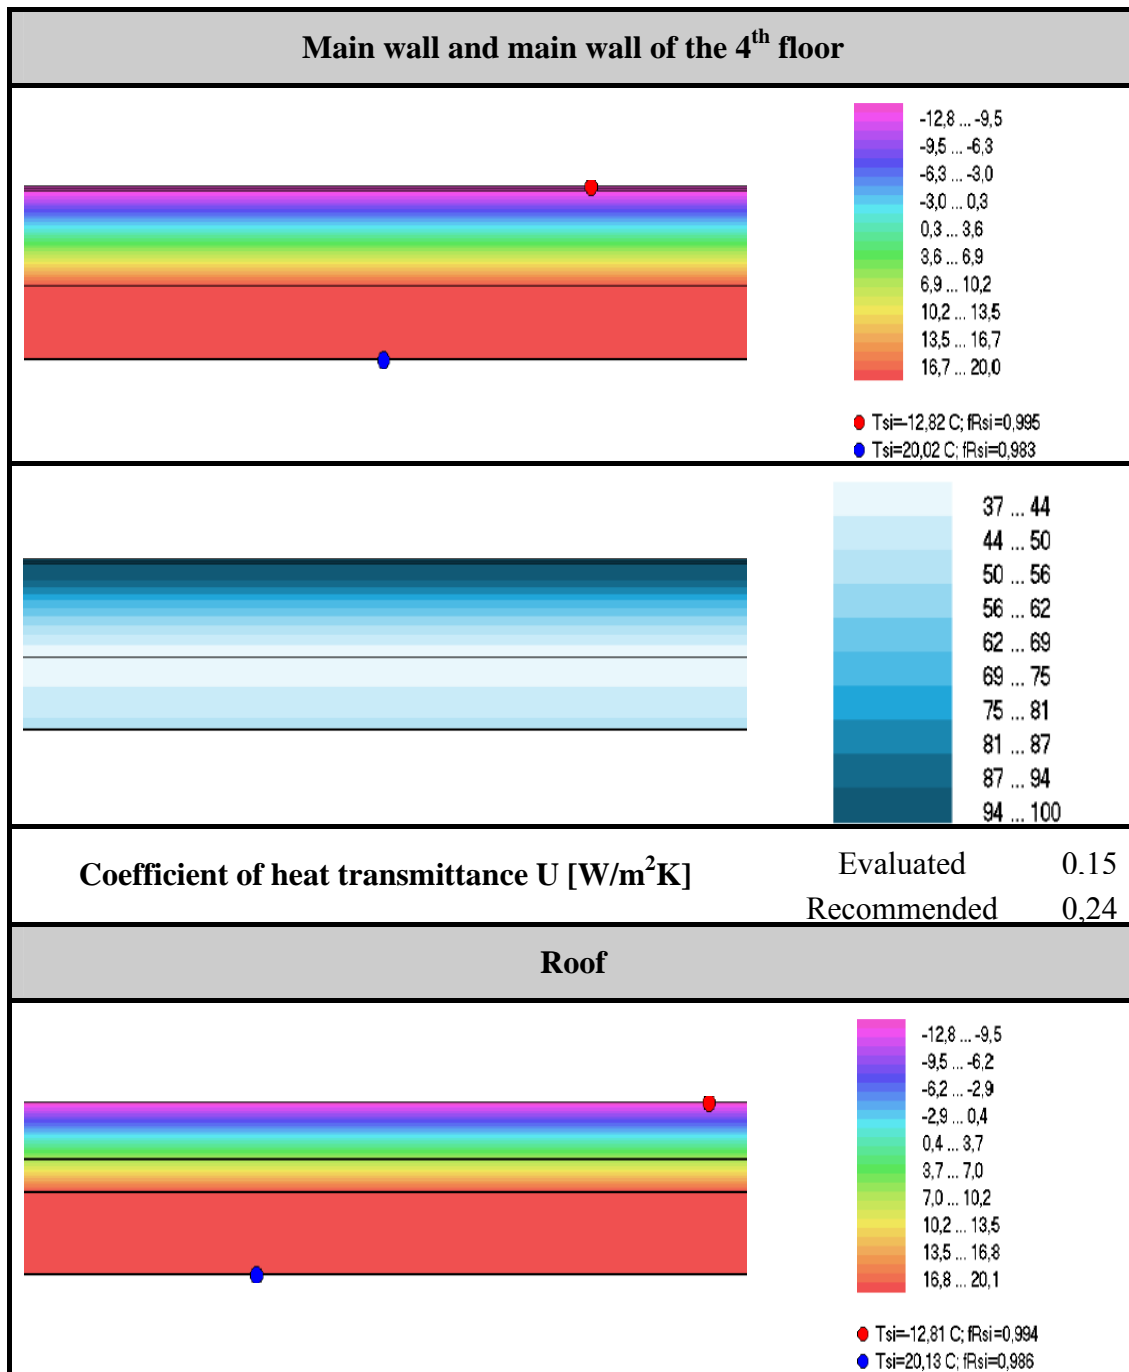 Main wall and main wall of the 4th floor
-12,8 ... -9,5
-9,5 ... -6,3
-6,3 ... -3,0
-3,0 ... 0,3
0,3 ... 3,6
3,6 ... 6,9
6,9 ... 10,2
10,2 ... 13,5
13,5 ... 16,7
16,7 ... 20,0
Tsi=-12,82 C; fRsi=0,995
Tsi=20,02 C; fRsi=0,983
37 ... 44
44 ... 50
50 ... 56
56 ... 62
62 ... 69
69 ... 75
75 ... 81
81 ... 87
87 ... 94
94 ... 100
Coefficient of heat transmittance U [W/m²K]
Evaluated 0.15
Recommended 0,24
Roof
-12,8 ... -9,5
-9,5 ... -6,2
-6,2 ... -2,9
-2,9 ... 0,4
0,4 ... 3,7
3,7 ... 7,0
7,0 ... 10,2
10,2 ... 13,5
13,5 ... 16,8
16,8 ... 20,1
Tsi=-12,81 C; fRsi=0,994
Tsi=20,13 C; fRsi=0,986